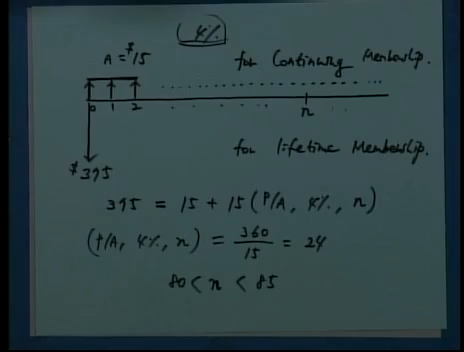 4%
A = $15 for Continuing Membership.
0 1 2 n
for lifetime Membership.
$375
375 = 15 + 15 (P/A, 4%, n)
(P/A, 4%, n) = 360/15 = 24
80 < n < 85